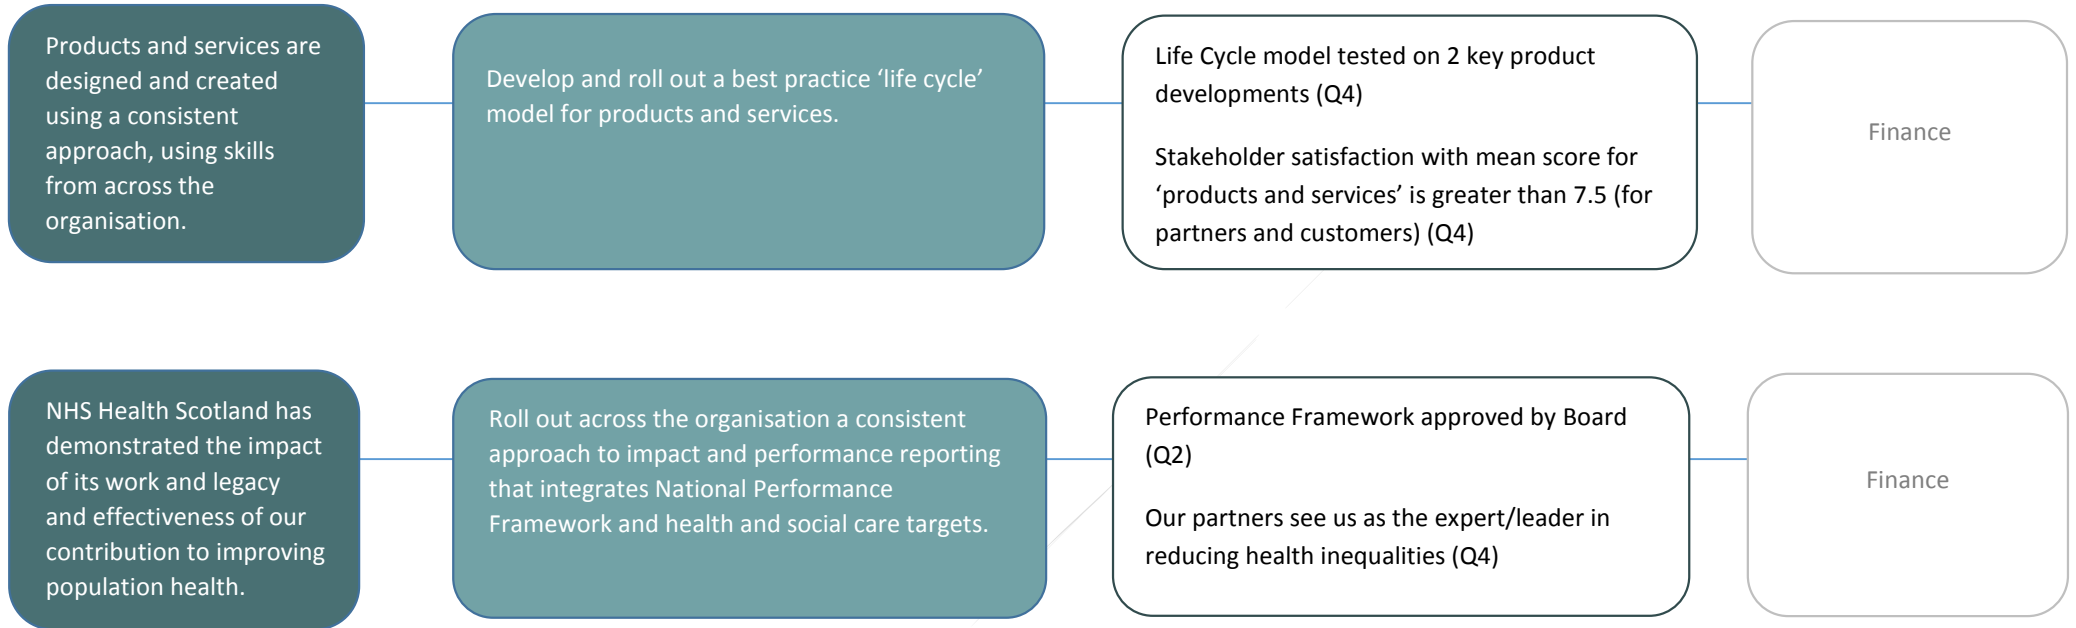 Products and services are
designed and created
using a consistent
approach, using skills
from across the
organisation.
Develop and roll out a best practice ‘life cycle’
model for products and services.
Life Cycle model tested on 2 key product
developments (Q4)
Stakeholder satisfaction with mean score for
‘products and services’ is greater than 7.5 (for
partners and customers) (Q4)
Finance
NHS Health Scotland has
demonstrated the impact
of its work and legacy
and effectiveness of our
contribution to improving
population health.
Roll out across the organisation a consistent
approach to impact and performance reporting
that integrates National Performance
Framework and health and social care targets.
Performance Framework approved by Board
(Q2)
Our partners see us as the expert/leader in
reducing health inequalities (Q4)
Finance